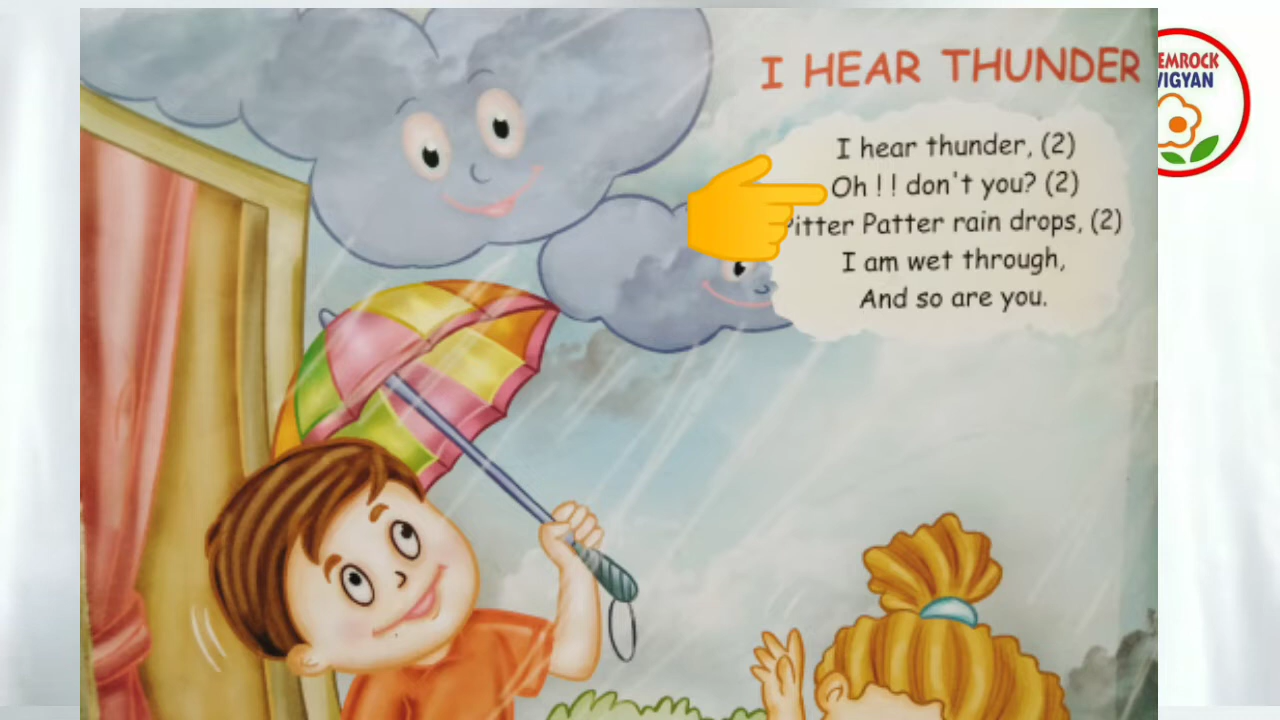 I HEAR THUNDER
I hear thunder, (2)
Oh ! ! don't you? (2)
Pitter Patter rain drops, (2)
I am wet through,
And so are you.
EMROCK
VIGYAN